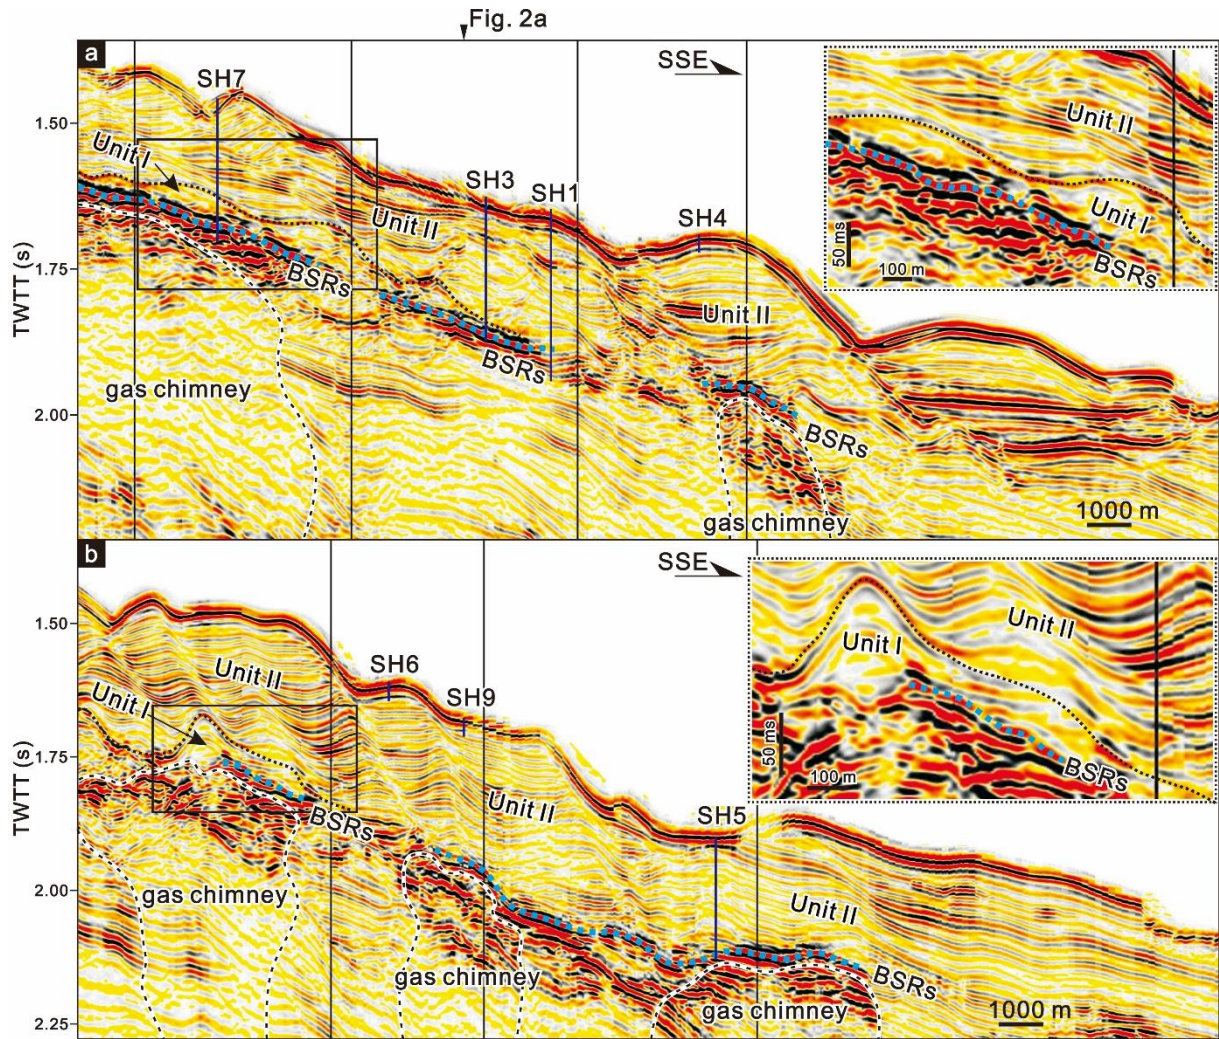 Fig. 2a
a
SSE
SH7
SH3
SH1
SH4
TWTT (s)
1.50
1.75
2.00
Unit I
Unit II
Unit II
BSRs
BSRs
BSRs
gas chimney
gas chimney
1000 m
Unit II
Unit I
BSRs
50 ms
100 m
b
SSE
SH6
SH9
SH5
TWTT (s)
1.50
1.75
2.00
2.25
Unit II
Unit I
Unit II
Unit II
BSRs
BSRs
gas chimney
gas chimney
gas chimney
1000 m
Unit I
Unit II
BSRs
50 ms
100 m